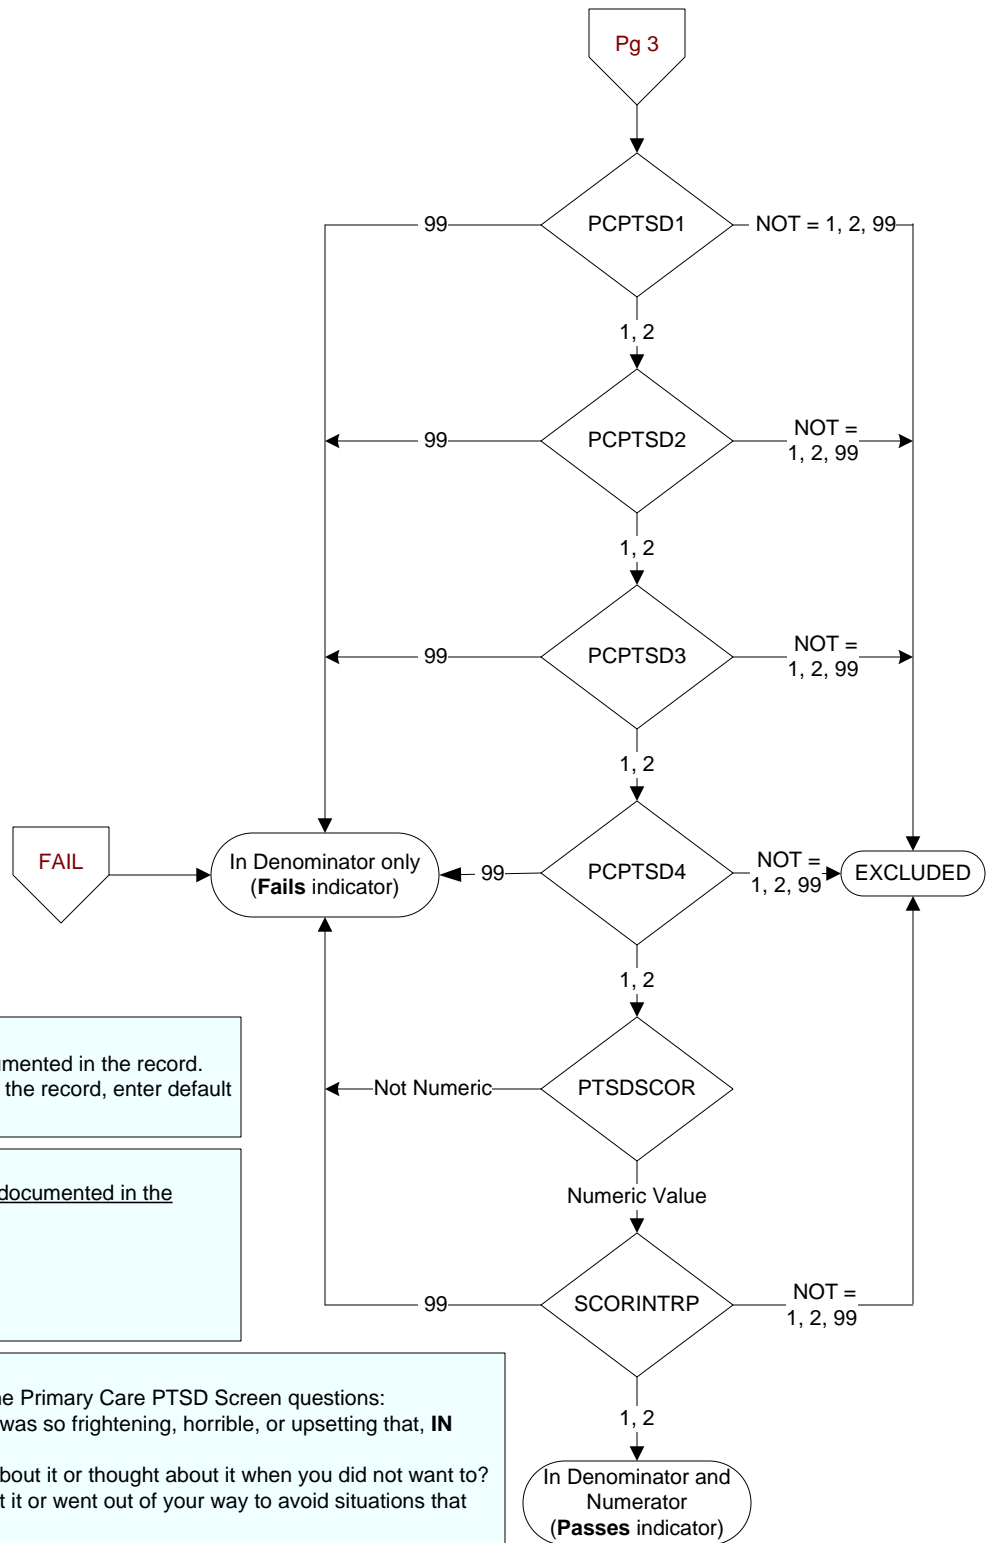 Pg 3
PCPTSD1
99
NOT = 1, 2, 99
1, 2
PCPTSD2
99
NOT =
1, 2, 99
1, 2
PCPTSD3
99
NOT =
1, 2, 99
1, 2
FAIL
In Denominator only
(Fails indicator)
99
PCPTSD4
NOT =
1, 2, 99
EXCLUDED
1, 2
umented in the record.
the record, enter default
Not Numeric
PTSDSCOR
documented in the
Numeric Value
99
SCORINTRP
NOT =
1, 2, 99
ne Primary Care PTSD Screen questions:
was so frightening, horrible, or upsetting that, IN
bout it or thought about it when you did not want to?
t it or went out of your way to avoid situations that
1, 2
In Denominator and
Numerator
(Passes indicator)